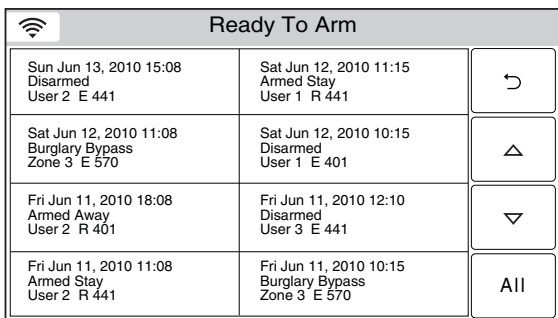 Ready To Arm
Sun Jun 13, 2010 15:08
Disarmed
User 2 E 441
Sat Jun 12, 2010 11:15
Armed Stay
User 1 R 441
Sat Jun 12, 2010 11:08
Burglary Bypass
Zone 3 E 570
Sat Jun 12, 2010 10:15
Disarmed
User 1 E 401
Fri Jun 11, 2010 18:08
Armed Away
User 2 R 401
Fri Jun 11, 2010 12:10
Disarmed
User 3 E 441
Fri Jun 11, 2010 11:08
Armed Stay
User 2 R 441
Fri Jun 11, 2010 10:15
Burglary Bypass
Zone 3 E 570
All